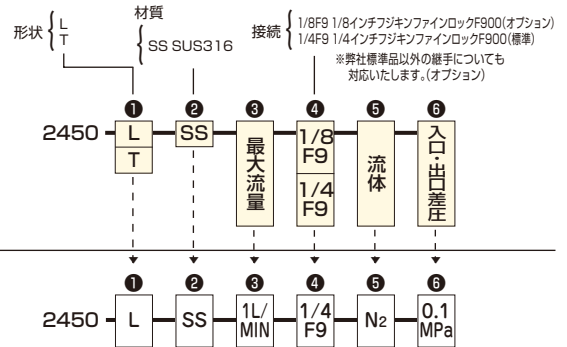 形状 L
T
材質
SS SUS316
接続 1/8F9 1/8インチフジキンファインロックF900(オプション)
1/4F9 1/4インチフジキンファインロックF900(標準)
※弊社標準品以外の継手についても
対応いたします。(オプション)
❶ ❷ ❸ ❹ ❺ ❻
2450 L SS 最大流量 1/8 F9 流体 入口・出口差圧
T 1/4 F9
❶ ❷ ❸ ❹ ❺ ❻
2450 L SS 1L/MIN 1/4 F9 N2 0.1 MPa